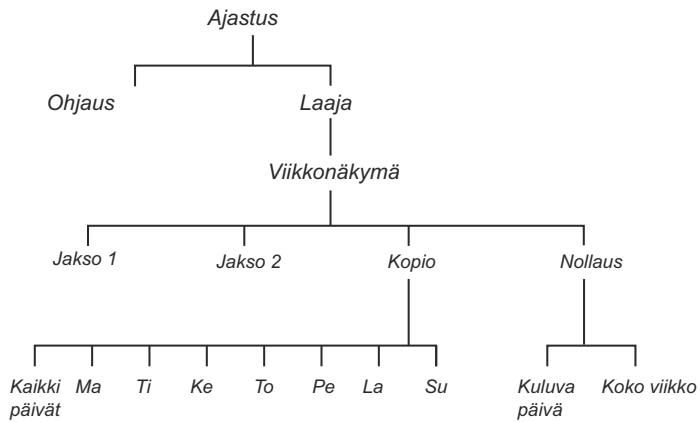 Ajastus
Ohjaus
Laaja
Viikkonäkymä
Jakso 1
Jakso 2
Kopio
Nollaus
Kaikki
päivät
Ma
Ti
Ke
To
Pe
La
Su
Kuluva
päivä
Koko viikko